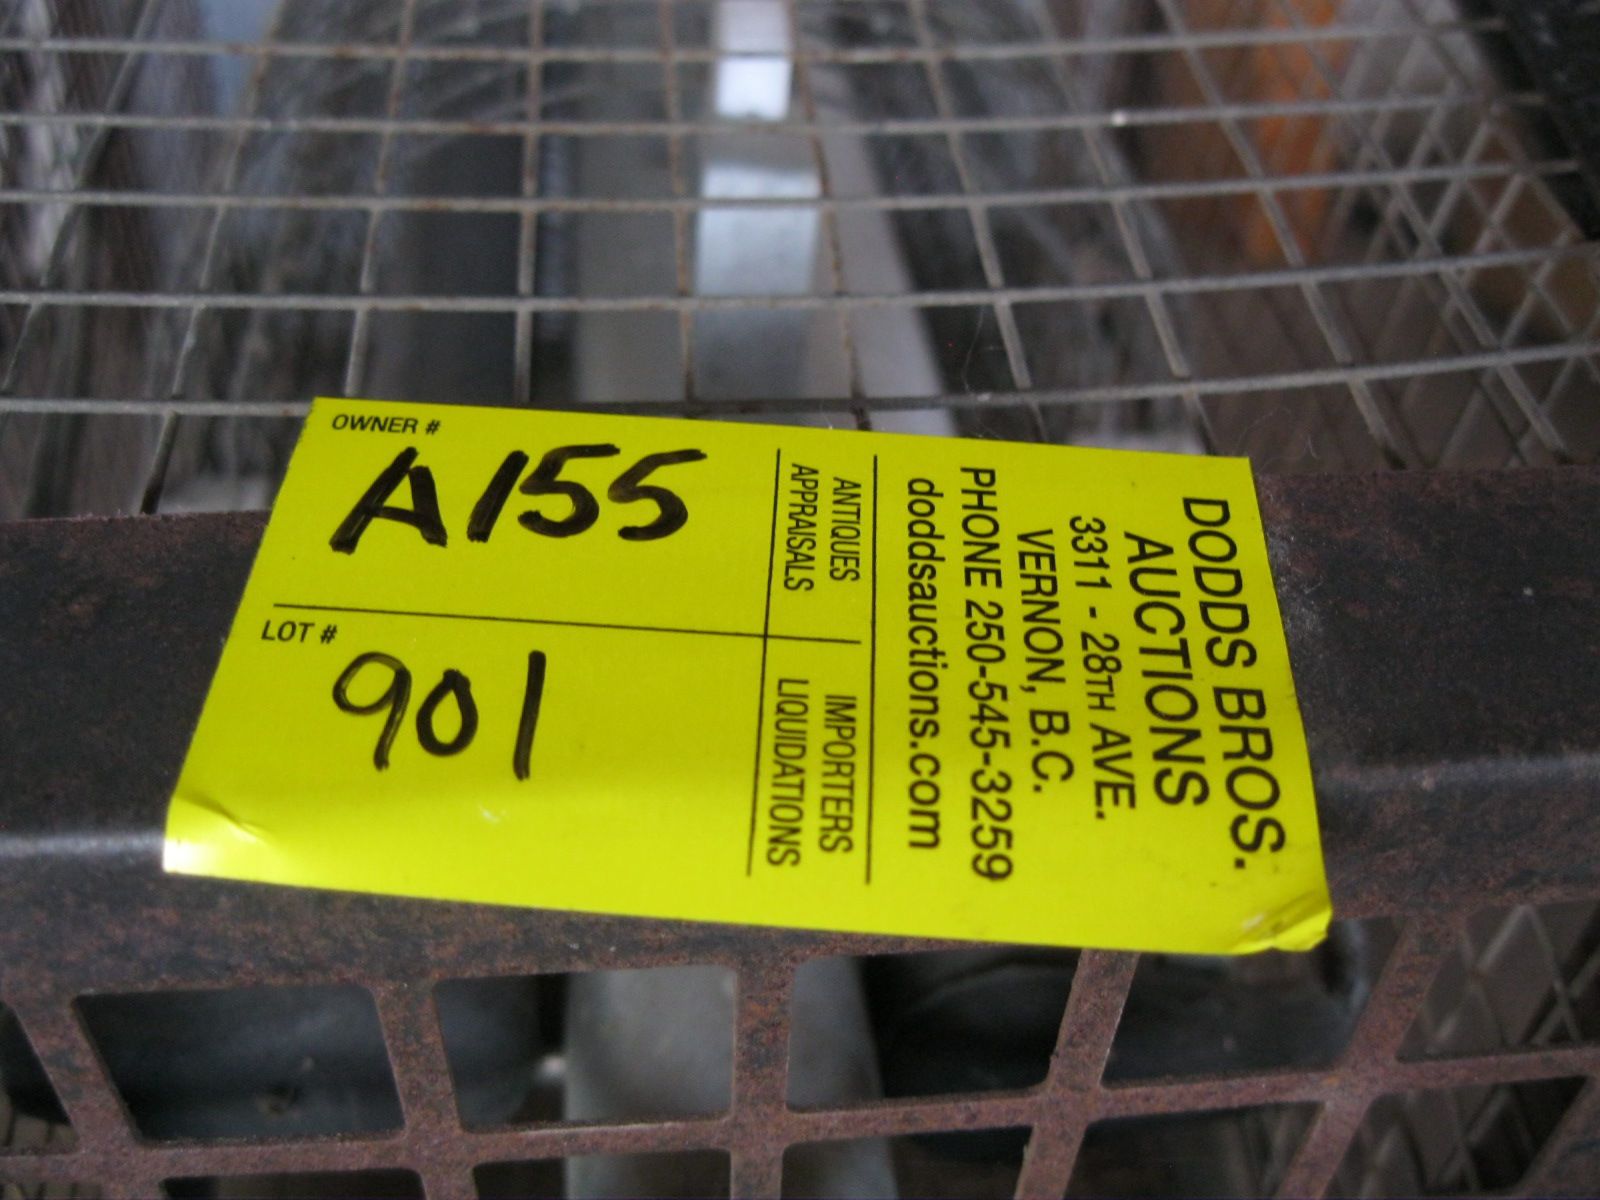 OWNER #
A155
LOT #
901
ANTIQUES
APPRAISALS
IMPORTERS
LIQUIDATIONS
DODDS BROS.
AUCTIONS
3311 - 28TH AVE.
VERNON, B.C.
PHONE 250-545-3259
doddsauctions.com